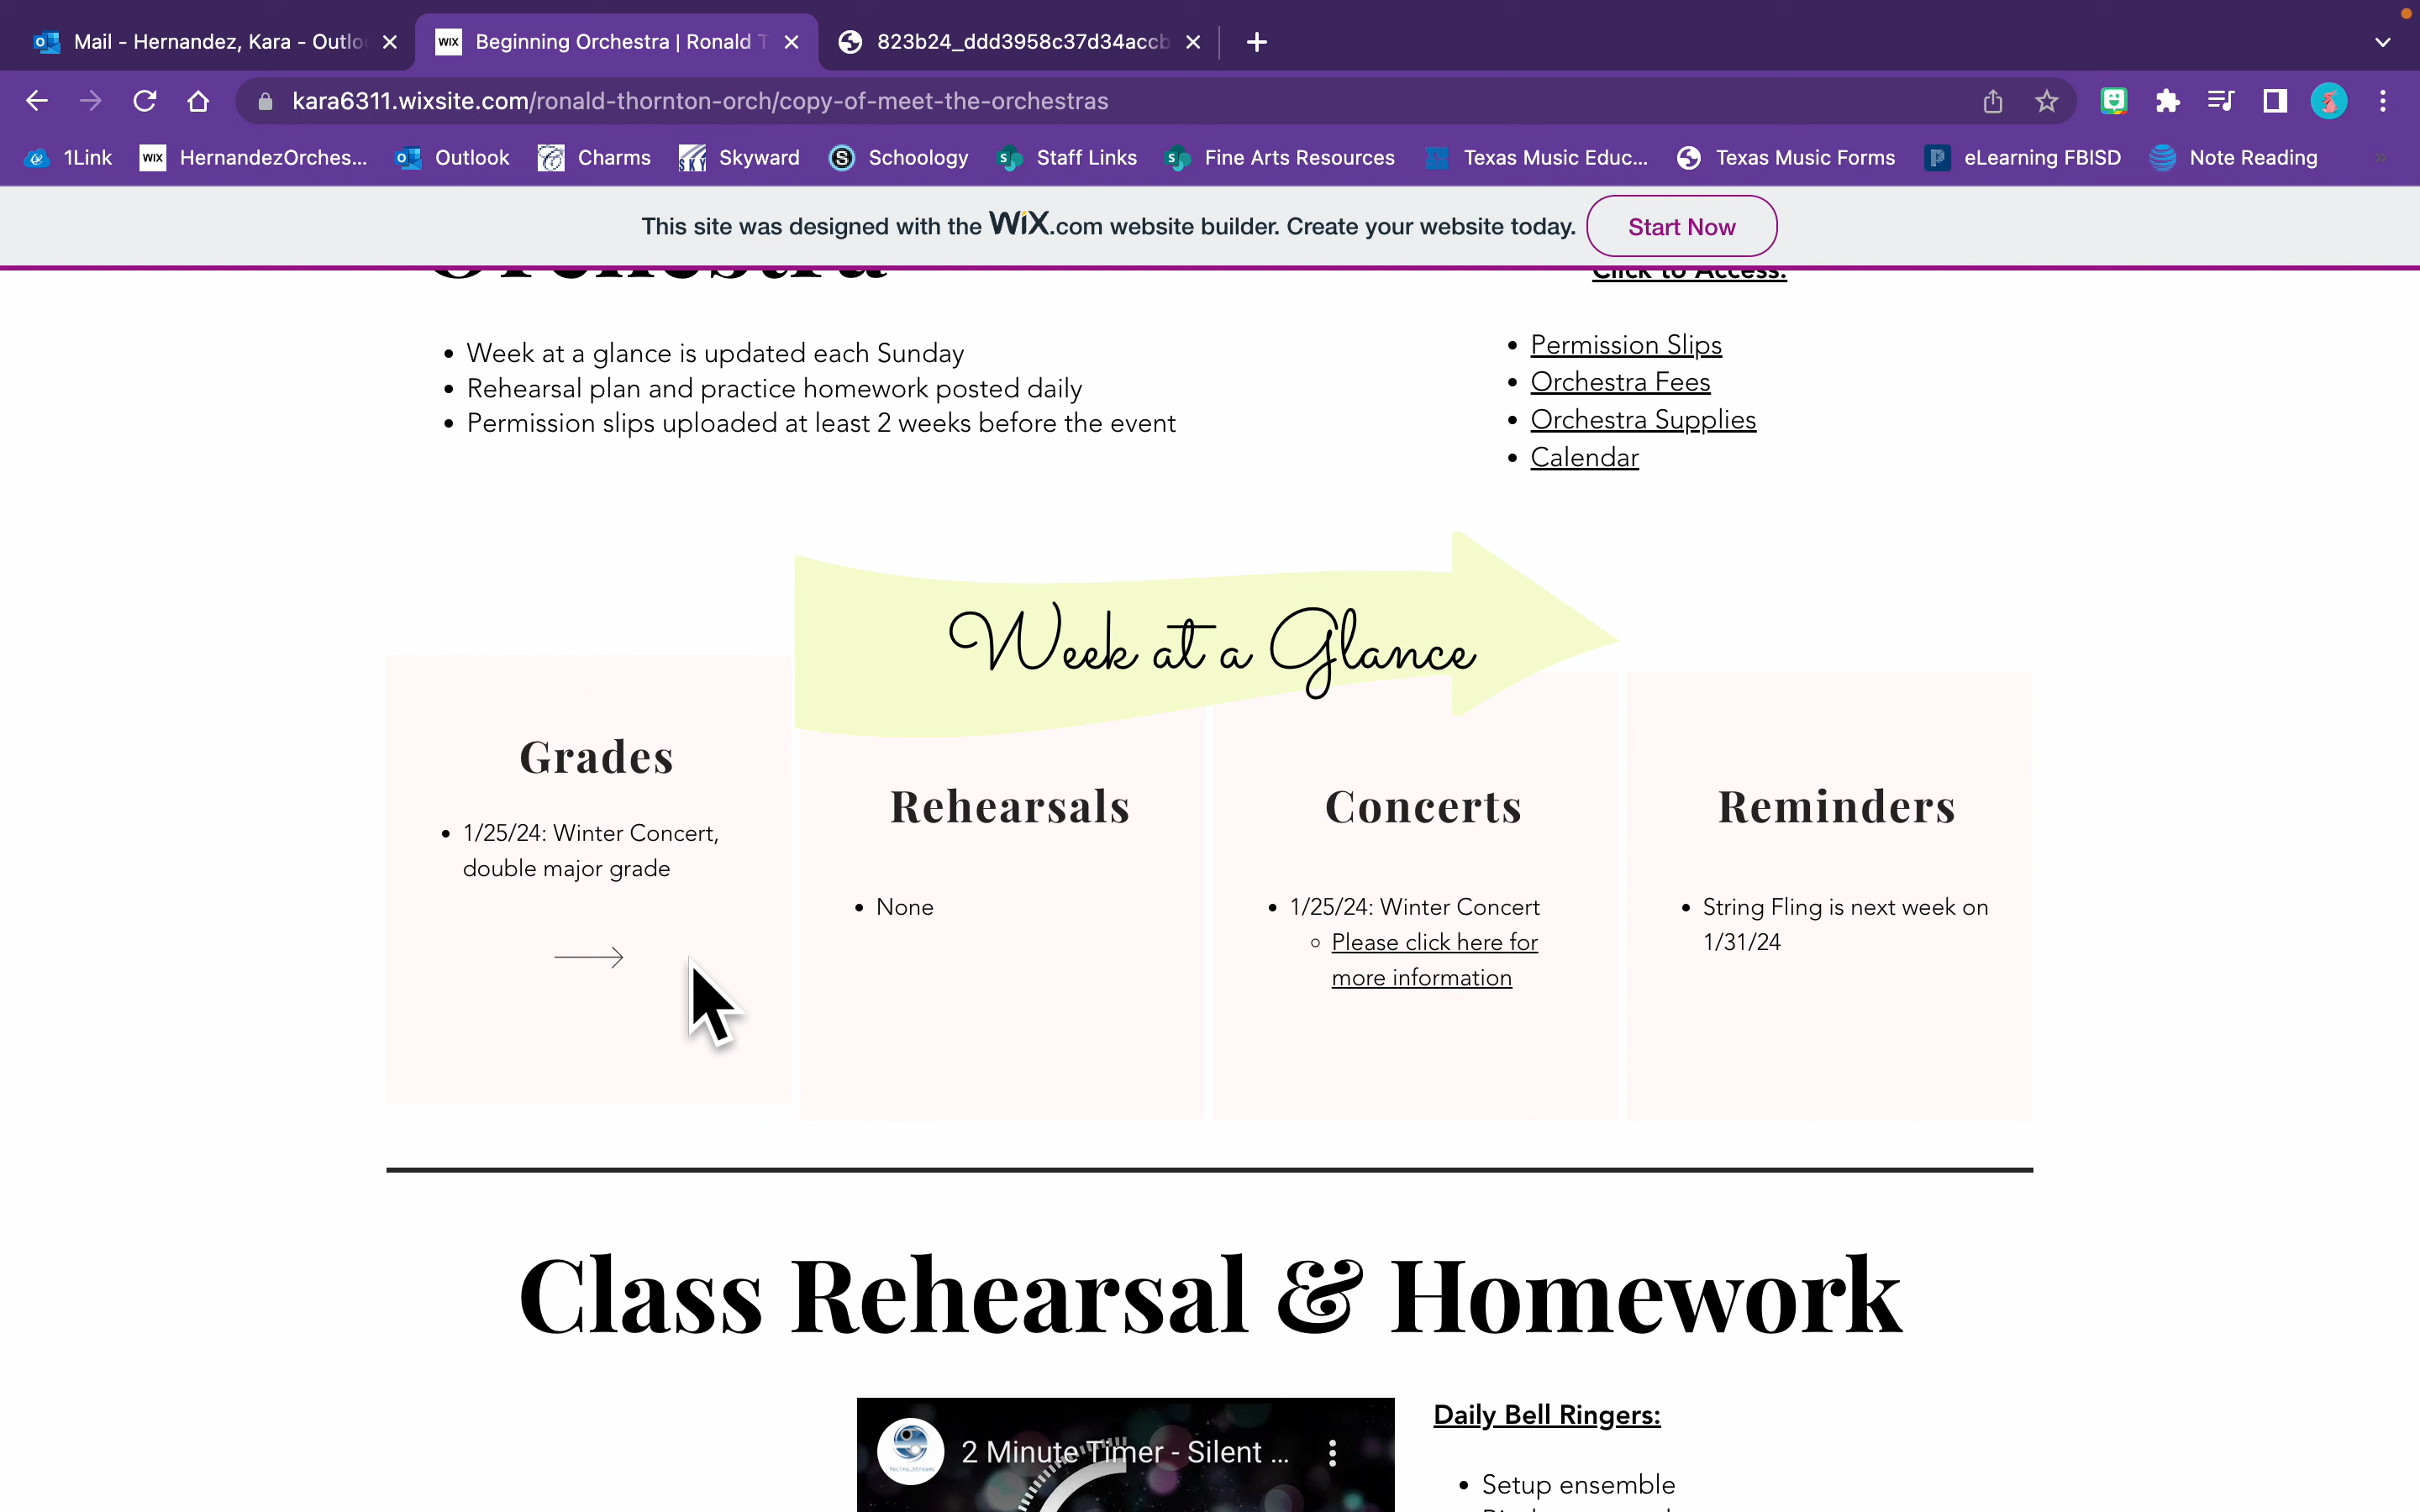 Mail - Hernandez, Kara - Outlo
Beginning Orchestra | Ronald T
823b24_ddd3958c37d34accb
kara6311.wixsite.com/ronald-thornton-orch/copy-of-meet-the-orchestras
1Link
WIX HernandezOrches...
Outlook
Charms
SKY Skyward
Schoology
Staff Links
Fine Arts Resources
Texas Music Educ...
Texas Music Forms
eLearning FBISD
Note Reading
This site was designed with the WiX.com website builder. Create your website today. Start Now
Orchestra
Click to Access:
• Week at a glance is updated each Sunday
• Rehearsal plan and practice homework posted daily
• Permission slips uploaded at least 2 weeks before the event
• Permission Slips
• Orchestra Fees
• Orchestra Supplies
• Calendar
Week at a Glance
Grades
• 1/25/24: Winter Concert,
double major grade
Rehearsals
• None
Concerts
• 1/25/24: Winter Concert
◦ Please click here for
more information
Reminders
• String Fling is next week on
1/31/24
Class Rehearsal & Homework
2 Minute Timer - Silent ...
Daily Bell Ringers:
• Setup ensemble